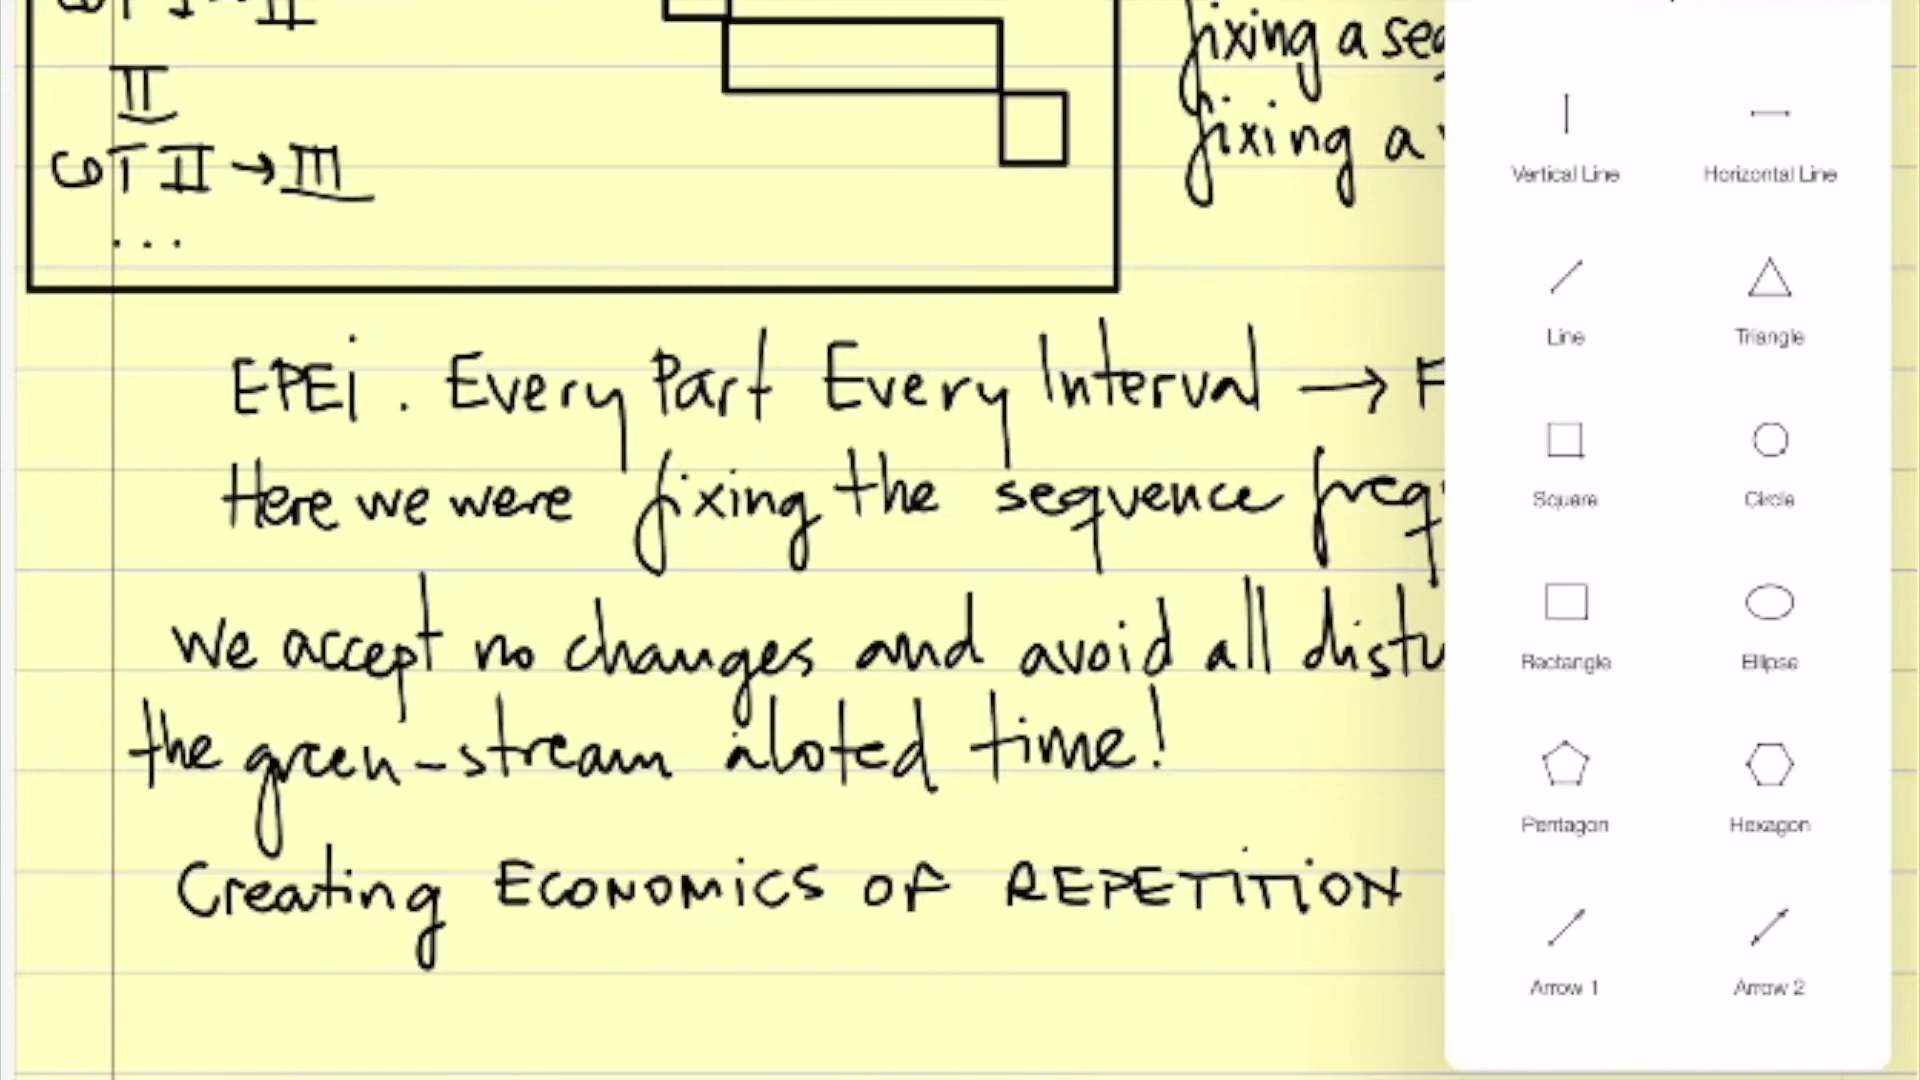 fixing a seq
II
fixing a
COT II → III
...
EPEi. Every Part Every Interval → F
Here we were fixing the sequence freq
we accept no changes and avoid all distu
the green-stream aloted time!
Creating ECONOMICS OF REPETITION
Vertical Line
Horizontal Line
Line
Triangle
Square
Circle
Rectangle
Ellipse
Pentagon
Hexagon
Arrow 1
Arrow 2